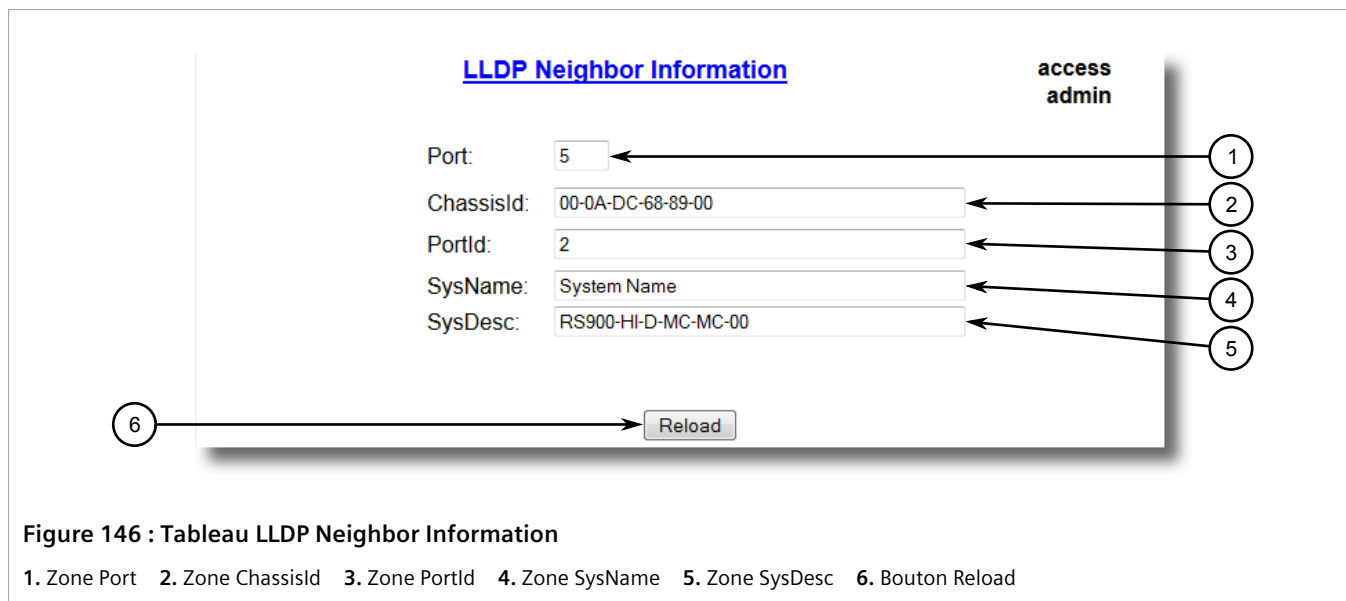 LLDP Neighbor Information
access
admin
Port: 5
1
ChassisId: 00-0A-DC-68-89-00
2
PortId: 2
3
SysName: System Name
4
SysDesc: RS900-HI-D-MC-MC-00
5
6
Reload
Figure 146 : Tableau LLDP Neighbor Information
1. Zone Port 2. Zone ChassisId 3. Zone PortId 4. Zone SysName 5. Zone SysDesc 6. Bouton Reload